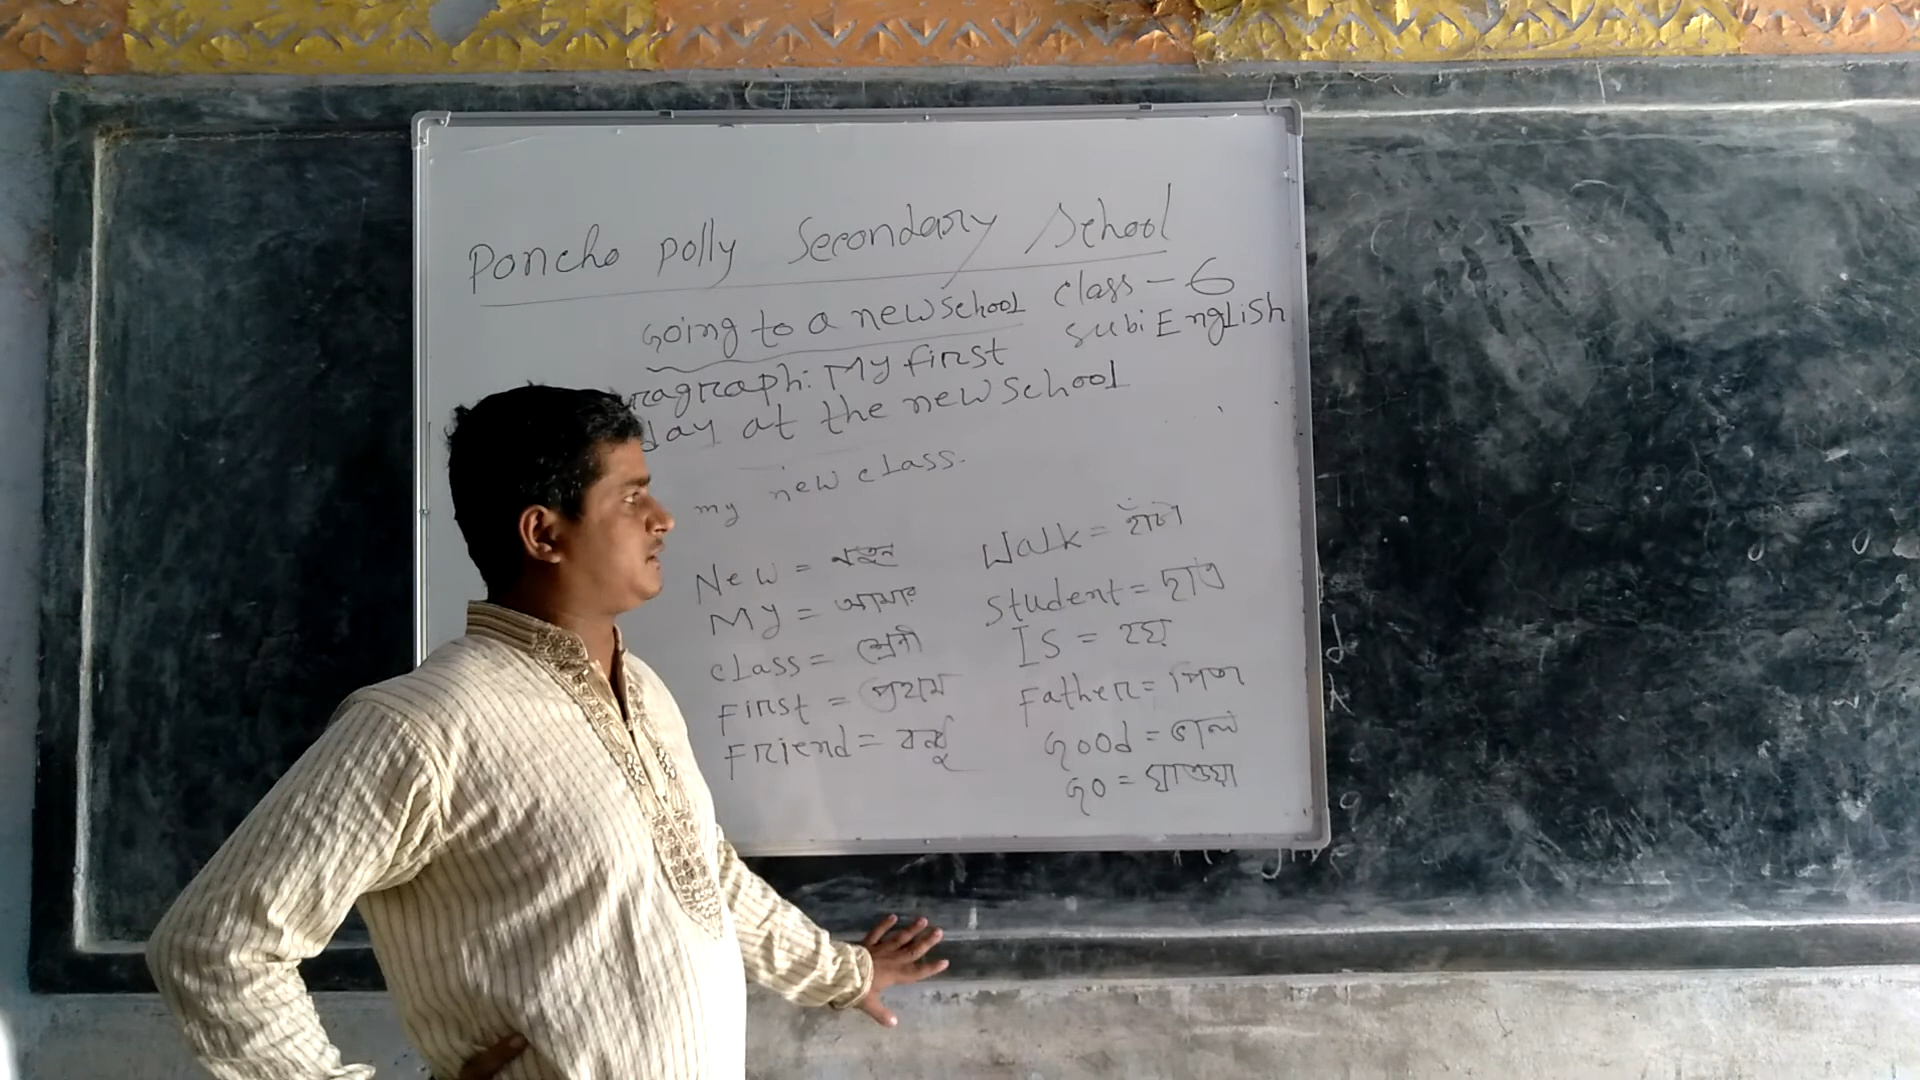 Poncho polly Secondary School
Going to a new school class - 6
sub: English
ragraph: My first
day at the new school
my new class.
New = নতুন
My = আমার
class = শ্রেণী
First = প্রথম
Friend = বন্ধু
Walk = হাঁটা
Student = ছাত্র
IS = হয়
Father = পিতা
Good = ভাল
GO = যাওয়া